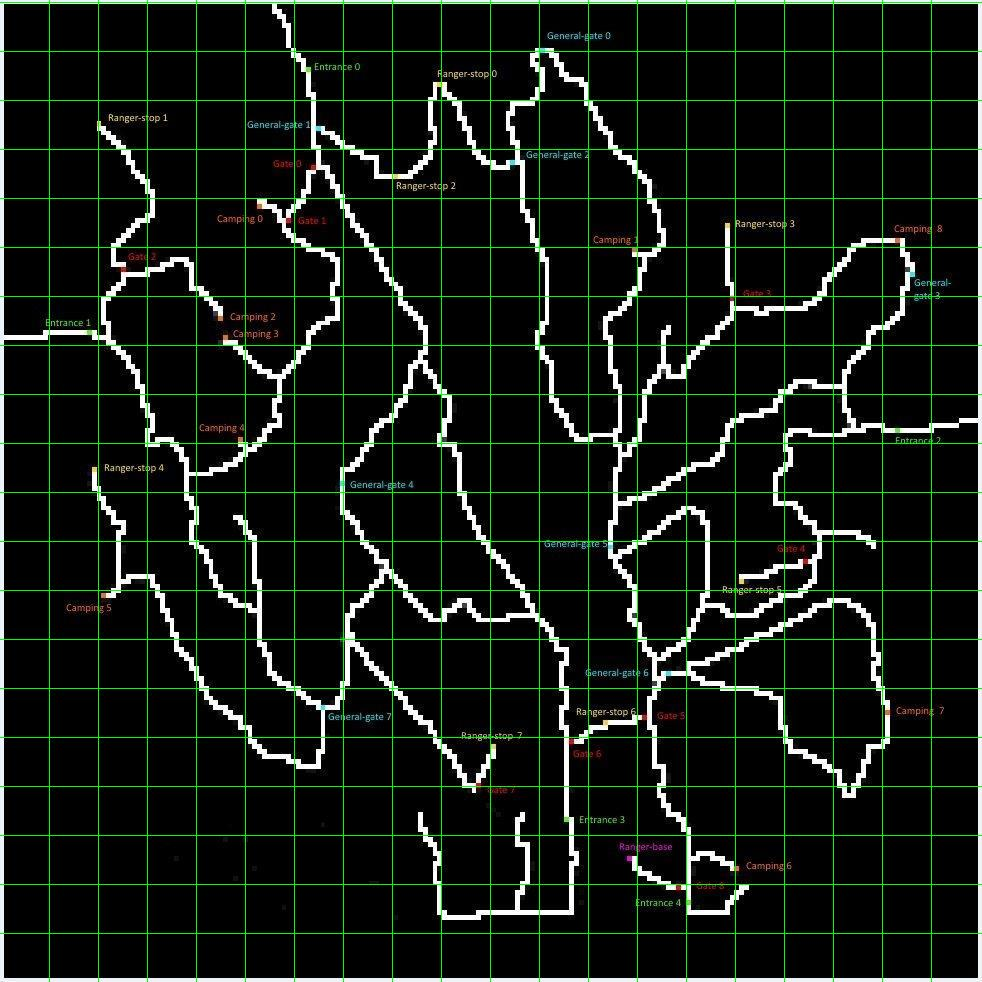 General-gate 0
Entrance 0
Ranger-stop 0
Ranger-stop 1
General-gate 1
General-gate 2
Gate 0
Ranger-stop 2
Camping 0
Gate 1
Ranger-stop 3
Camping 8
Camping 1
Gate 2
General-
gate 3
Gate 3
Camping 2
Entrance 1
Camping 3
Camping 4
Entrance 2
Ranger-stop 4
General-gate 4
General-gate 5
Gate 4
Ranger-stop 5
Camping 5
General-gate 6
Camping 7
Ranger-stop 6
Gate 5
General-gate 7
Ranger-stop 7
Gate 6
Gate 7
Entrance 3
Ranger-base
Camping 6
Gate 8
Entrance 4